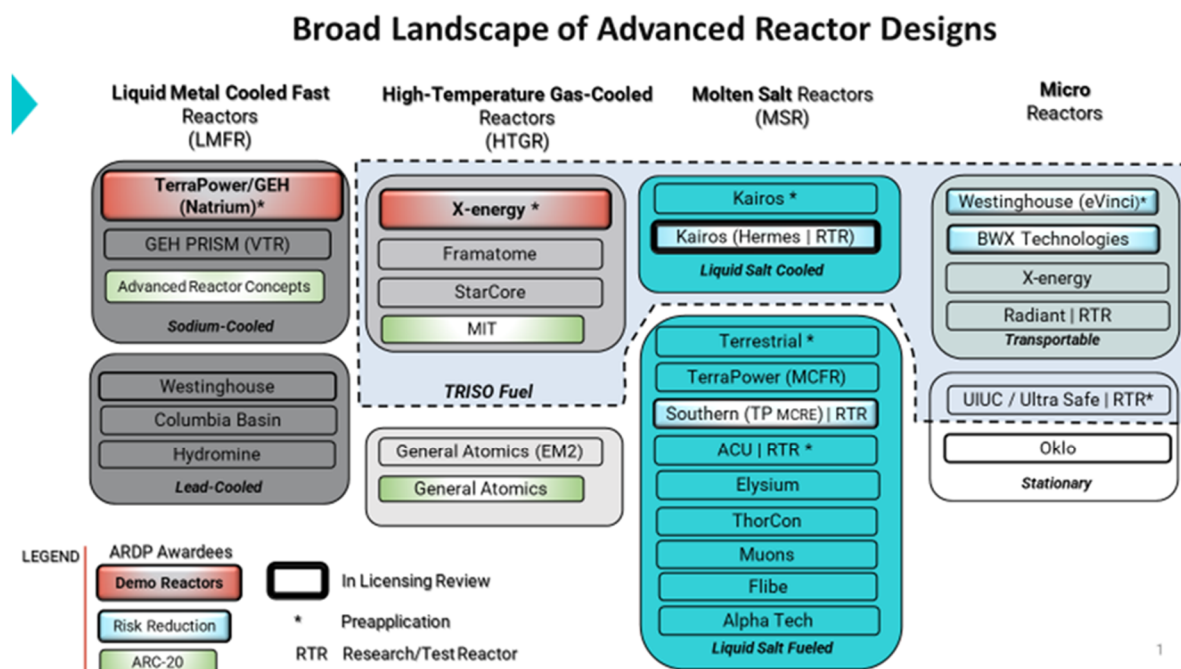 Broad Landscape of Advanced Reactor Designs
Liquid Metal Cooled Fast
Reactors
(LMFR)
TerraPower/GEH
(Natrium)*
GEH PRISM (VTR)
Advanced Reactor Concepts
Sodium-Cooled
Westinghouse
Columbia Basin
Hydromine
Lead-Cooled
High-Temperature Gas-Cooled
Reactors
(HTGR)
X-energy *
Framatome
StarCore
MIT
TRISO Fuel
General Atomics (EM2)
General Atomics
Molten Salt Reactors
(MSR)
Kairos *
Kairos (Hermes | RTR)
Liquid Salt Cooled
Terrestrial *
TerraPower (MCFR)
Southern (TP MCRE) | RTR
ACU | RTR *
Elysium
ThorCon
Muons
Flibe
Alpha Tech
Liquid Salt Fueled
Micro
Reactors
Westinghouse (eVinci)*
BWX Technologies
X-energy
Radiant | RTR
Transportable
UIUC / Ultra Safe | RTR*
Oklo
Stationary
LEGEND
ARDP Awardees
Demo Reactors
Risk Reduction
ARC-20
In Licensing Review
* Preapplication
RTR Research/Test Reactor
1